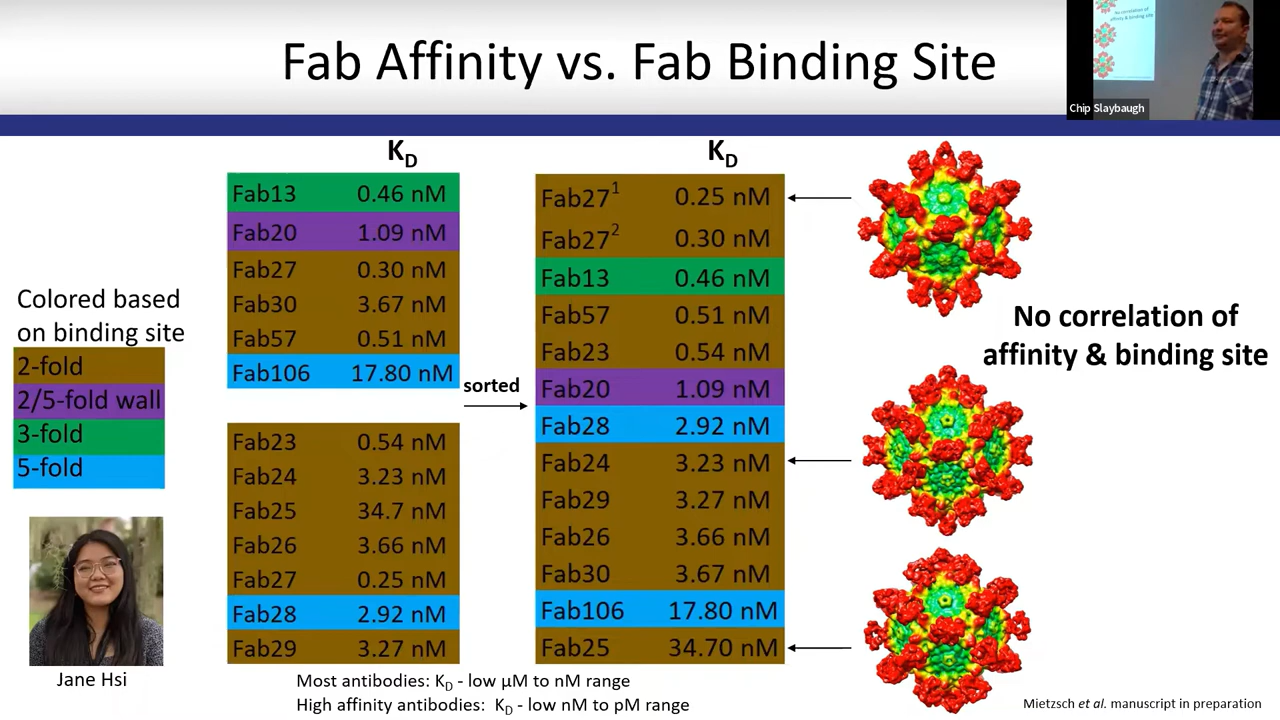 Fab Affinity vs. Fab Binding Site
No correlation of
affinity & binding site
Chip Slaybaugh
K_D
Fab13 0.46 nM
Fab20 1.09 nM
Fab27 0.30 nM
Fab30 3.67 nM
Fab57 0.51 nM
Fab106 17.80 nM
Fab23 0.54 nM
Fab24 3.23 nM
Fab25 34.7 nM
Fab26 3.66 nM
Fab27 0.25 nM
Fab28 2.92 nM
Fab29 3.27 nM
sorted
K_D
Fab27¹ 0.25 nM
Fab27² 0.30 nM
Fab13 0.46 nM
Fab57 0.51 nM
Fab23 0.54 nM
Fab20 1.09 nM
Fab28 2.92 nM
Fab24 3.23 nM
Fab29 3.27 nM
Fab26 3.66 nM
Fab30 3.67 nM
Fab106 17.80 nM
Fab25 34.70 nM
Colored based
on binding site
2-fold
2/5-fold wall
3-fold
5-fold
Jane Hsi
No correlation of
affinity & binding site
Most antibodies: K_D - low µM to nM range
High affinity antibodies: K_D - low nM to pM range
Mietzsch et al. manuscript in preparation